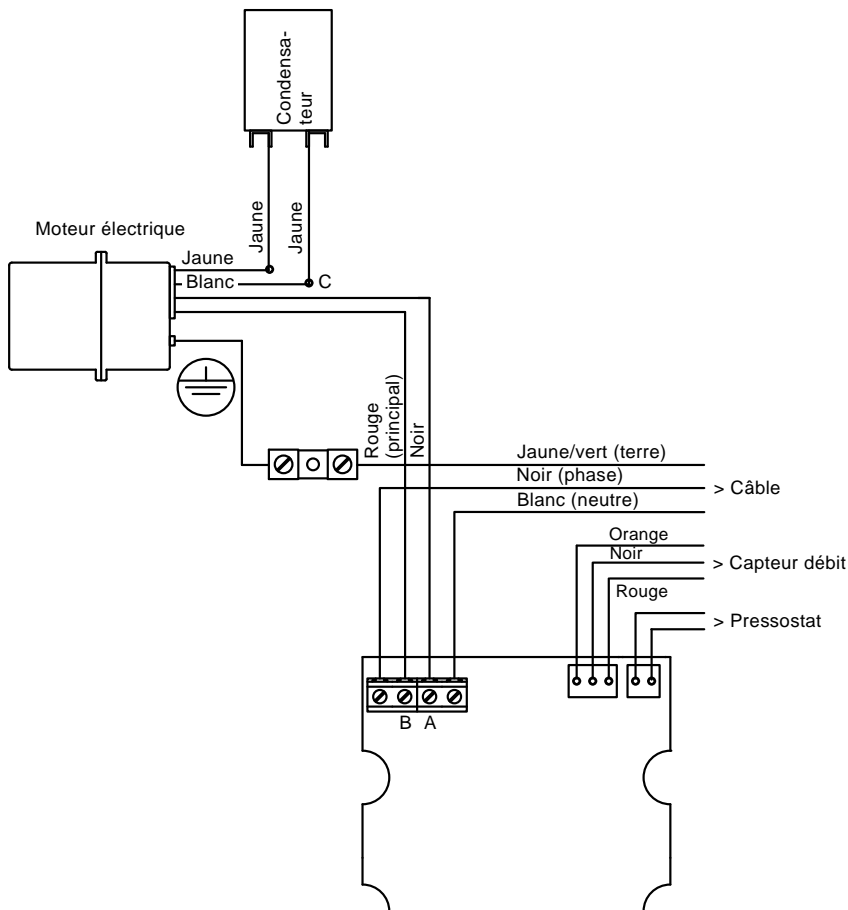 Condensa-
teur
Jaune
Jaune
Moteur électrique
Jaune
Blanc
C
Rouge
(principal)
Noir
Jaune/vert (terre)
Noir (phase)
Blanc (neutre)
> Câble
Orange
Noir
Rouge
> Capteur débit
> Pressostat
B A